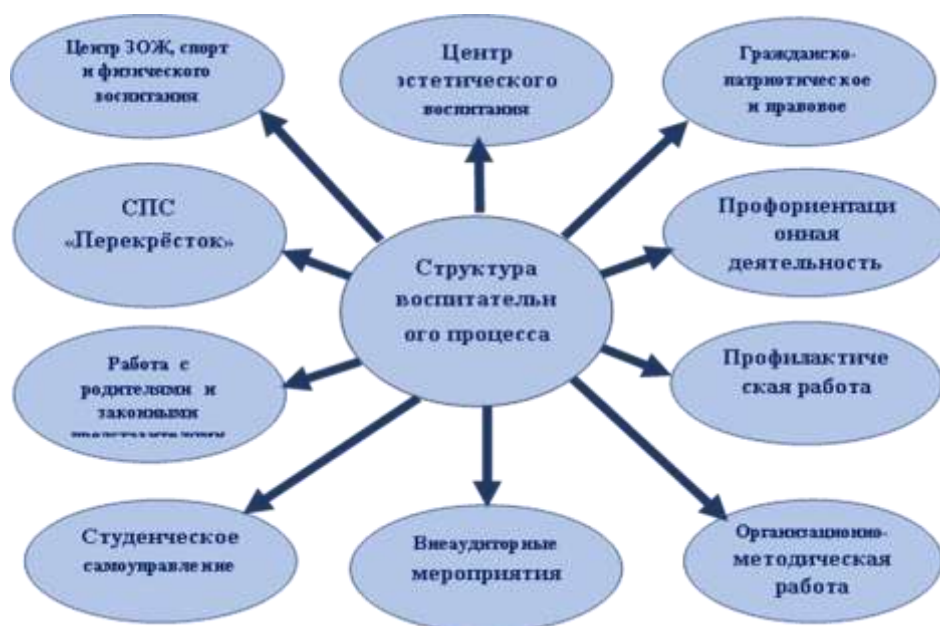 Центр ЗОЖ, спорт
и физического
воспитания
Центр
эстетического
воспитания
Гражданско-
патриотическое
и правовое
СПС
«Перекрёсток»
Профориентаци
онная
деятельность
Структура
воспитательн
ого процесса
Работа с
родителями и
законными
представителями
Профилактиче
ская работа
Студенческое
самоуправление
Внеаудиторные
мероприятия
Организационно-
методическая
работа